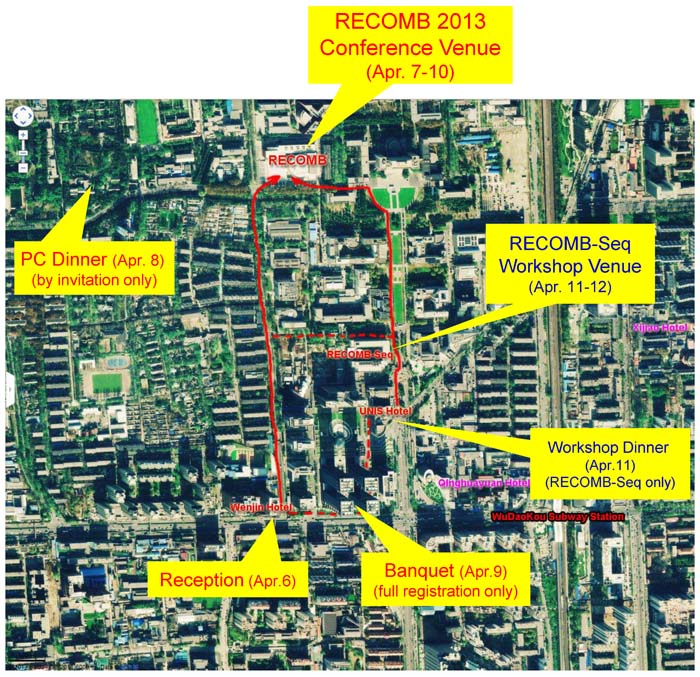 RECOMB 2013
Conference Venue
(Apr. 7-10)
RECOMB
PC Dinner (Apr. 8)
(by invitation only)
RECOMB-Seq
Workshop Venue
(Apr. 11-12)
Xijiao Hotel
RECOMB-Seq
UNIS Hotel
Workshop Dinner
(Apr.11)
(RECOMB-Seq only)
Qinghuayuan Hotel
Wenjin Hotel
WuDaoKou Subway Station
Reception (Apr.6)
Banquet (Apr.9)
(full registration only)